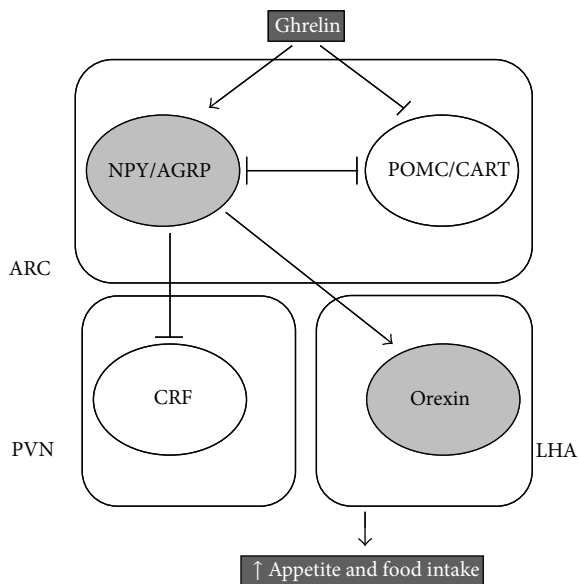 Ghrelin
NPY/AGRP
POMC/CART
ARC
CRF
Orexin
PVN
LHA
↑ Appetite and food intake